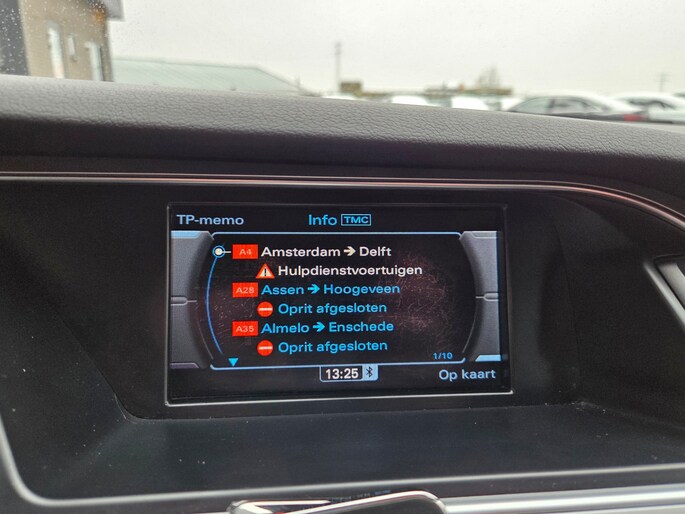 TP-memo Info TMC
A4 Amsterdam → Delft
Hulpdienstvoertuigen
A28 Assen → Hoogeveen
Oprit afgesloten
A35 Almelo → Enschede
Oprit afgesloten
1/10
13:25 Op kaart